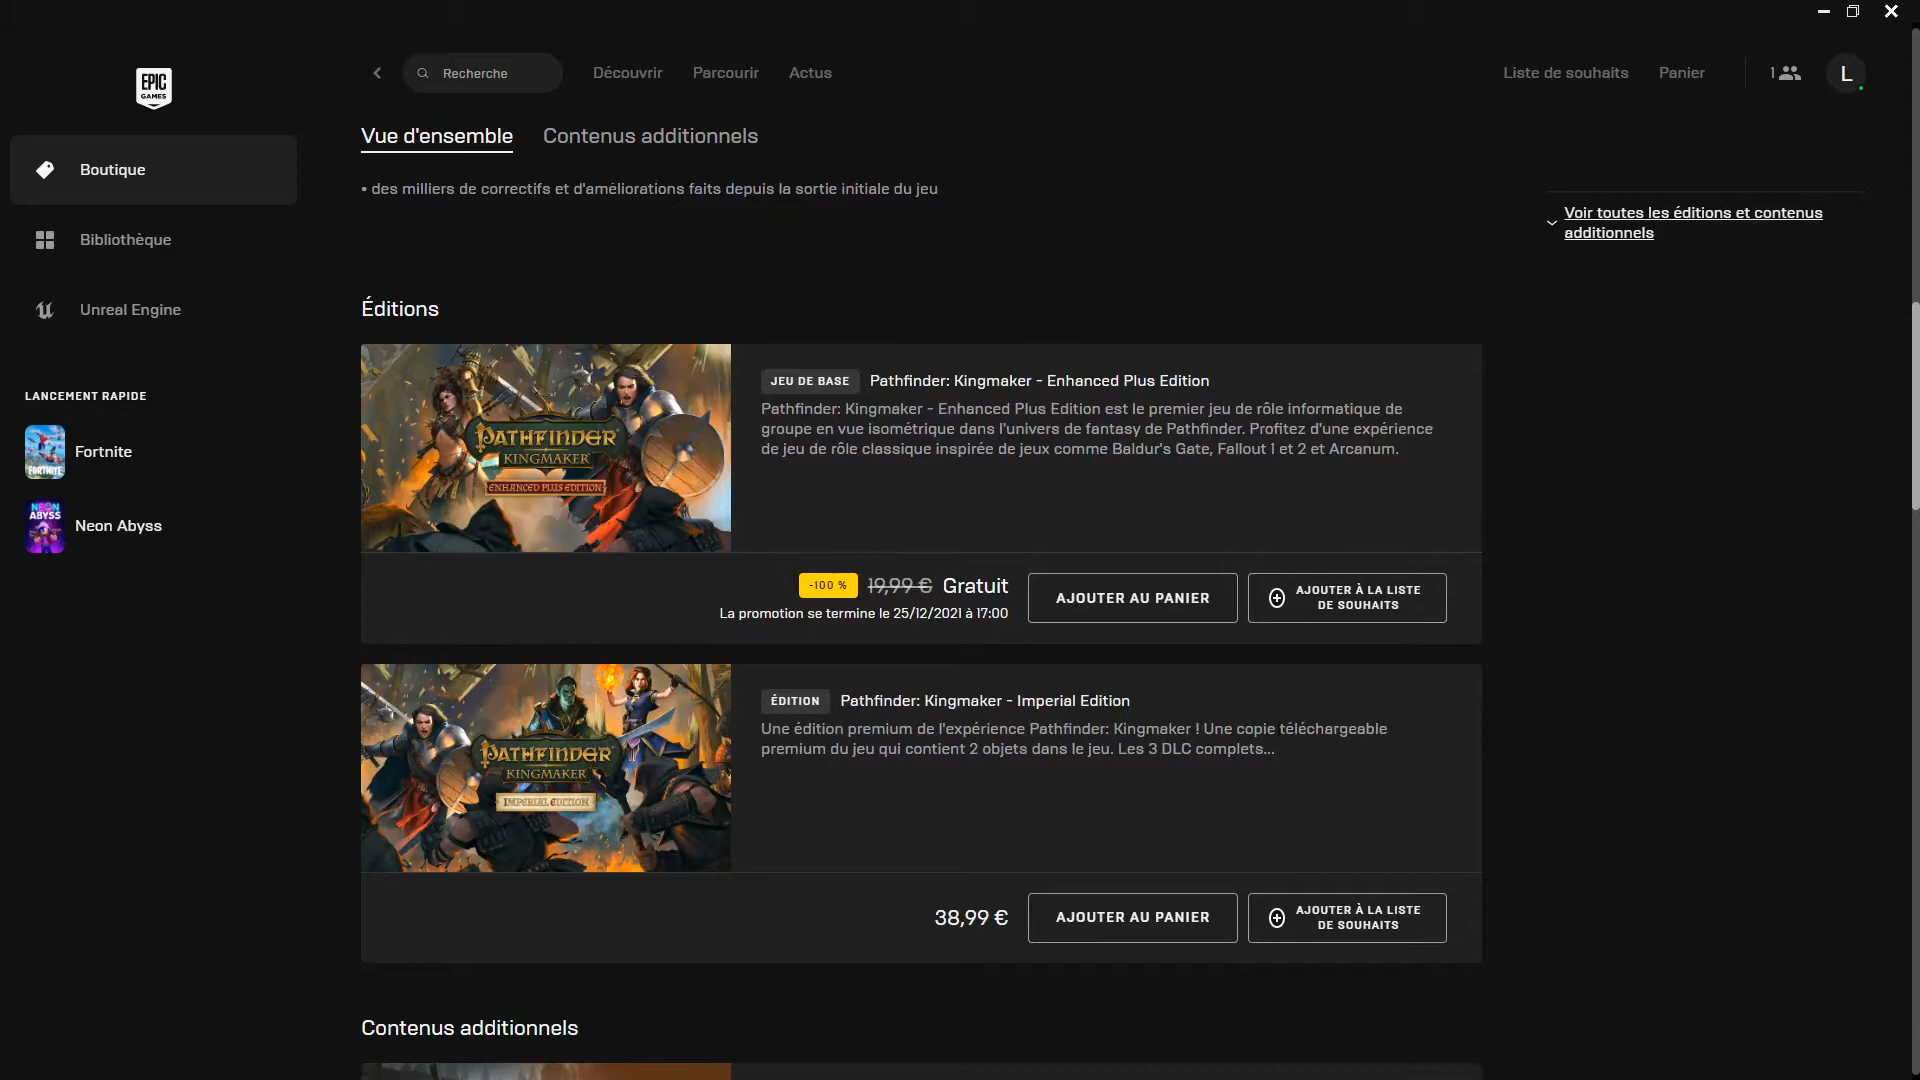 EPIC
GAMES
Recherche
Découvrir
Parcourir
Actus
Liste de souhaits
Panier
1
L
Boutique
Bibliothèque
Unreal Engine
LANCEMENT RAPIDE
FORTNITE
Fortnite
NEON
ABYSS
Neon Abyss
Vue d'ensemble
Contenus additionnels
• des milliers de correctifs et d'améliorations faits depuis la sortie initiale du jeu
Voir toutes les éditions et contenus
additionnels
Éditions
PATHFINDER
KINGMAKER
ENHANCED PLUS EDITION
JEU DE BASE
Pathfinder: Kingmaker - Enhanced Plus Edition
Pathfinder: Kingmaker - Enhanced Plus Edition est le premier jeu de rôle informatique de
groupe en vue isométrique dans l'univers de fantasy de Pathfinder. Profitez d'une expérience
de jeu de rôle classique inspirée de jeux comme Baldur's Gate, Fallout 1 et 2 et Arcanum.
-100 %
19,99 €
Gratuit
La promotion se termine le 25/12/2021 à 17:00
AJOUTER AU PANIER
AJOUTER À LA LISTE
DE SOUHAITS
PATHFINDER
KINGMAKER
IMPERIAL EDITION
ÉDITION
Pathfinder: Kingmaker - Imperial Edition
Une édition premium de l'expérience Pathfinder: Kingmaker ! Une copie téléchargeable
premium du jeu qui contient 2 objets dans le jeu. Les 3 DLC complets...
38,99 €
AJOUTER AU PANIER
AJOUTER À LA LISTE
DE SOUHAITS
Contenus additionnels